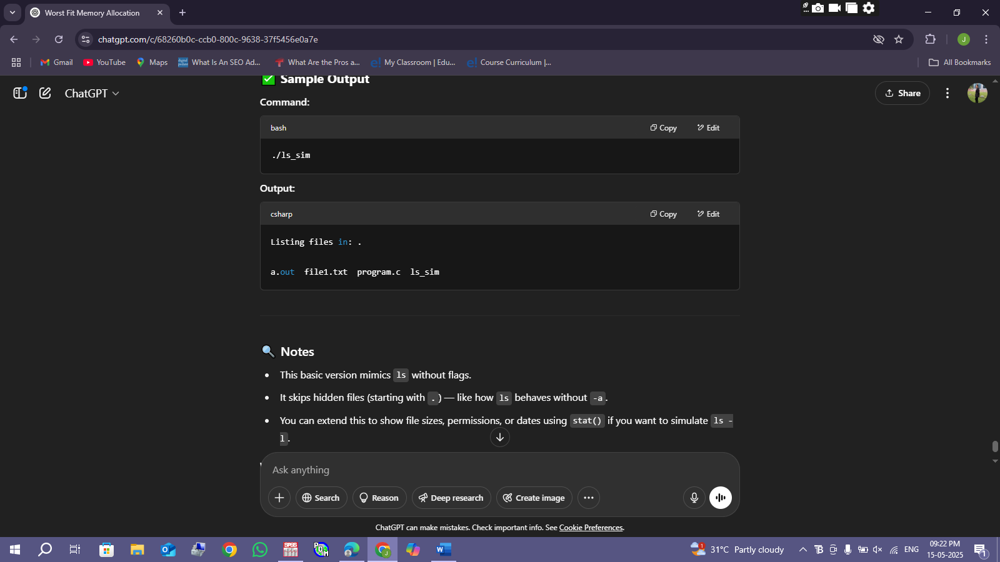 Worst Fit Memory Allocation
chatgpt.com/c/68260b0c-ccb0-800c-9638-37f5456e0a7e
J
Gmail
YouTube
Maps
What Is An SEO Ad...
What Are the Pros a...
My Classroom | Edu...
Course Curriculum |...
All Bookmarks
ChatGPT
Share
✅ Sample Output
Command:
bash
Copy
Edit
./ls_sim
Output:
csharp
Copy
Edit
Listing files in: .
a.out  file1.txt  program.c  ls_sim
🔍 Notes
• This basic version mimics ls without flags.
• It skips hidden files (starting with .) — like how ls behaves without -a.
• You can extend this to show file sizes, permissions, or dates using stat() if you want to simulate ls -
l.
Ask anything
Search
Reason
Deep research
Create image
ChatGPT can make mistakes. Check important info. See Cookie Preferences.
SPSS
POM
J
1
31°C Partly cloudy
ENG
09:22 PM
15-05-2025
1